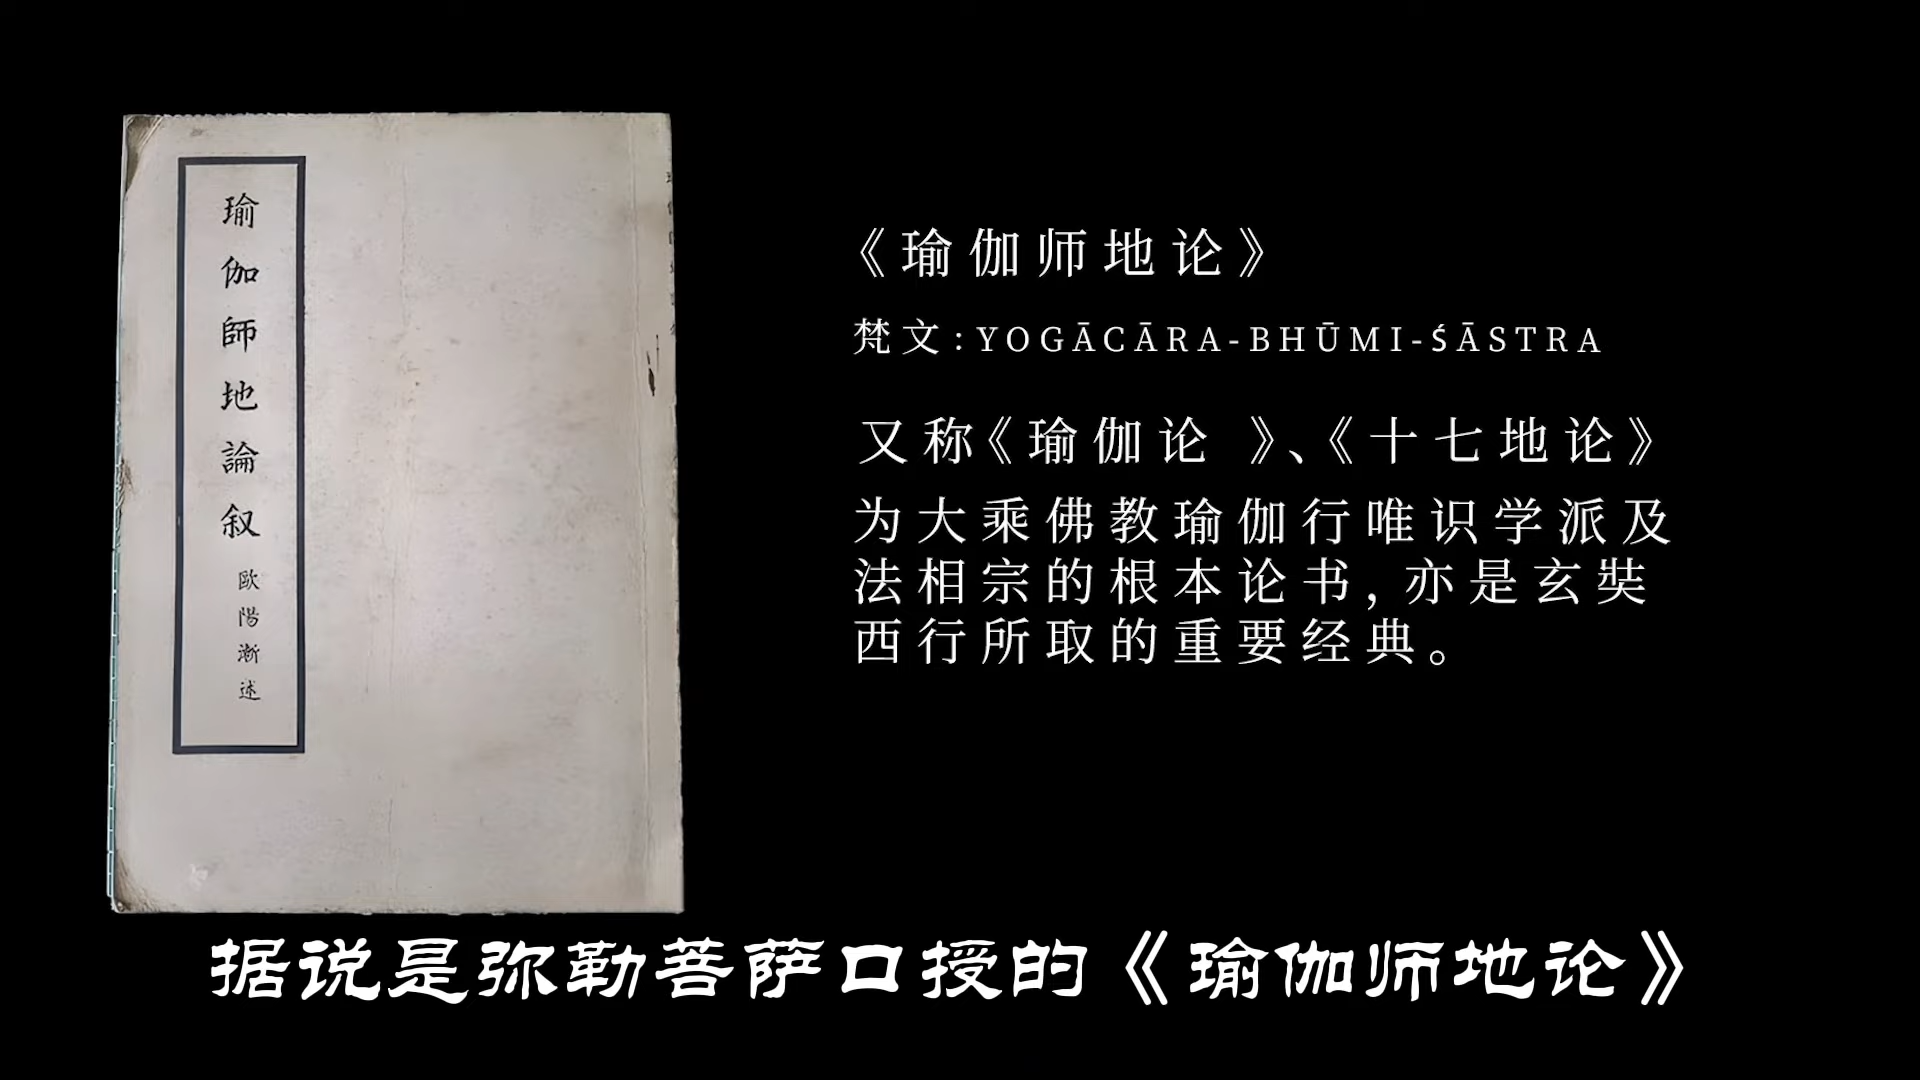 瑜伽師地論叙
歐陽漸述
《瑜伽师地论》
梵文:YOGĀCĀRA-BHŪMI-ŚĀSTRA
又称《瑜伽论 》、《十七地论》
为大乘佛教瑜伽行唯识学派及
法相宗的根本论书,亦是玄奘
西行所取的重要经典。
据说是弥勒菩萨口授的《瑜伽师地论》